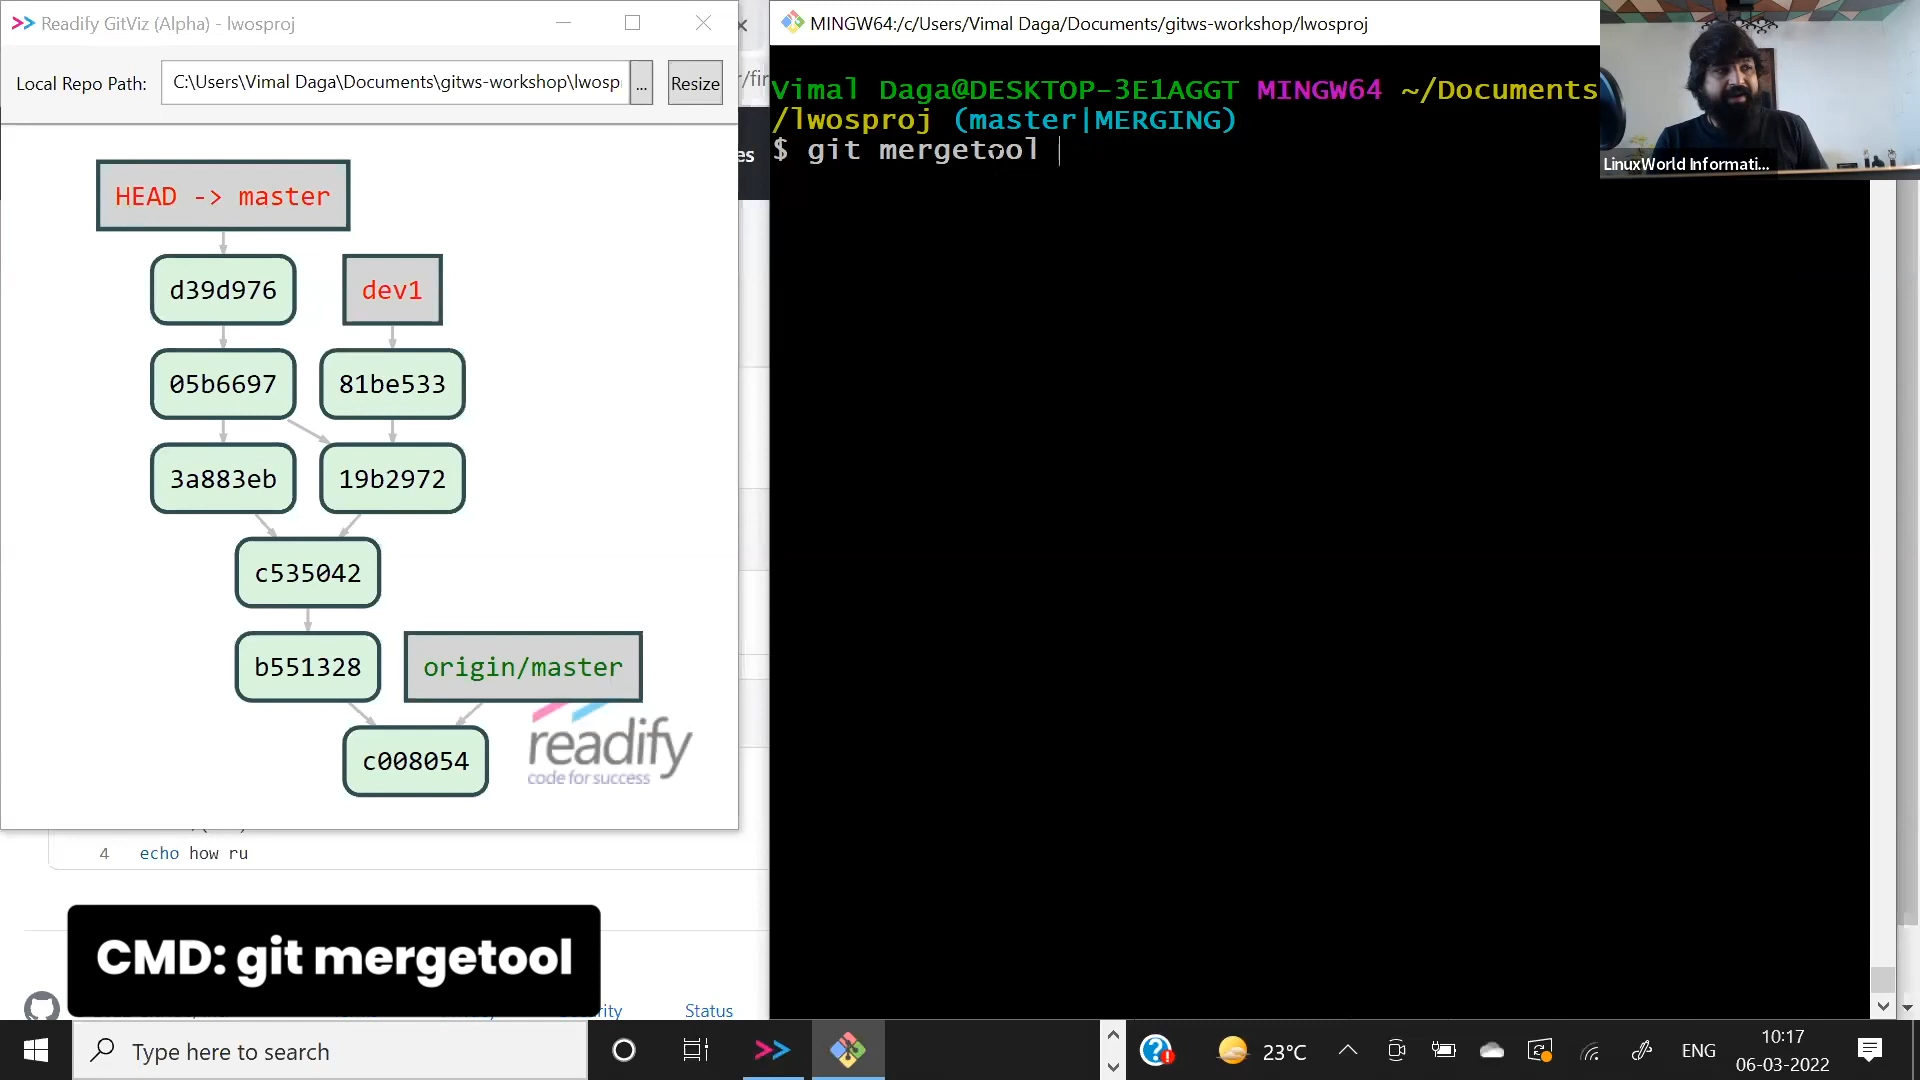 Readify GitViz (Alpha) - lwosproj
Local Repo Path:
C:\Users\Vimal Daga\Documents\gitws-workshop\lwosp
...
Resize
HEAD -> master
d39d976
dev1
05b6697
81be533
3a883eb
19b2972
c535042
b551328
origin/master
c008054
readify
code for success
4 echo how ru
CMD: git mergetool
Status
MINGW64:/c/Users/Vimal Daga/Documents/gitws-workshop/lwosproj
Vimal Daga@DESKTOP-3E1AGGT MINGW64 ~/Documents
/lwosproj (master|MERGING)
$ git mergetool
LinuxWorld Informati...
Type here to search
23°C
ENG
10:17
06-03-2022